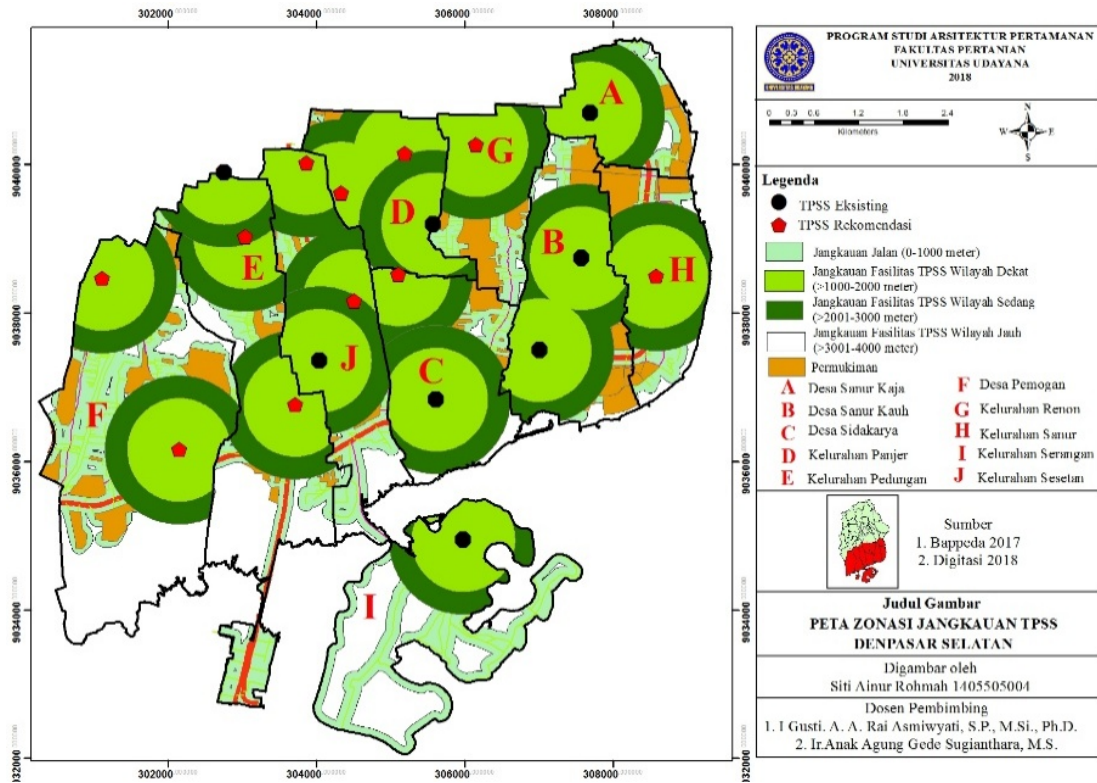 302000 304000 306000 308000
9040000
9038000
9036000
9034000
9032000
9040000
9038000
9036000
9034000
9032000
302000 304000 306000 308000
A
G
D
B
E
H
J
C
F
I
PROGRAM STUDI ARSITEKTUR PERTAMANAN
FAKULTAS PERTANIAN
UNIVERSITAS UDAYANA
2018
0 0.3 0.6 1.2 1.8 2.4
Kilometers
N
W E
S
Legenda
TPSS Eksisting
TPSS Rekomendasi
Jangkauan Jalan (0-1000 meter)
Jangkauan Fasilitas TPSS Wilayah Dekat
(>1000-2000 meter)
Jangkauan Fasilitas TPSS Wilayah Sedang
(>2001-3000 meter)
Jangkauan Fasilitas TPSS Wilayah Jauh
(>3001-4000 meter)
Permukiman
A Desa Sanur Kaja
B Desa Sanur Kauh
C Desa Sidakarya
D Kelurahan Panjer
E Kelurahan Pedungan
F Desa Pemogan
G Kelurahan Renon
H Kelurahan Sanur
I Kelurahan Serangan
J Kelurahan Sesetan
Sumber
1. Bappeda 2017
2. Digitasi 2018
Judul Gambar
PETA ZONASI JANGKAUAN TPSS
DENPASAR SELATAN
Digambar oleh
Siti Ainur Rohmah 1405505004
Dosen Pembimbing
1. I Gusti. A. A. Rai Asmiwyati, S.P., M.Si., Ph.D.
2. Ir.Anak Agung Gede Sugianthara, M.S.